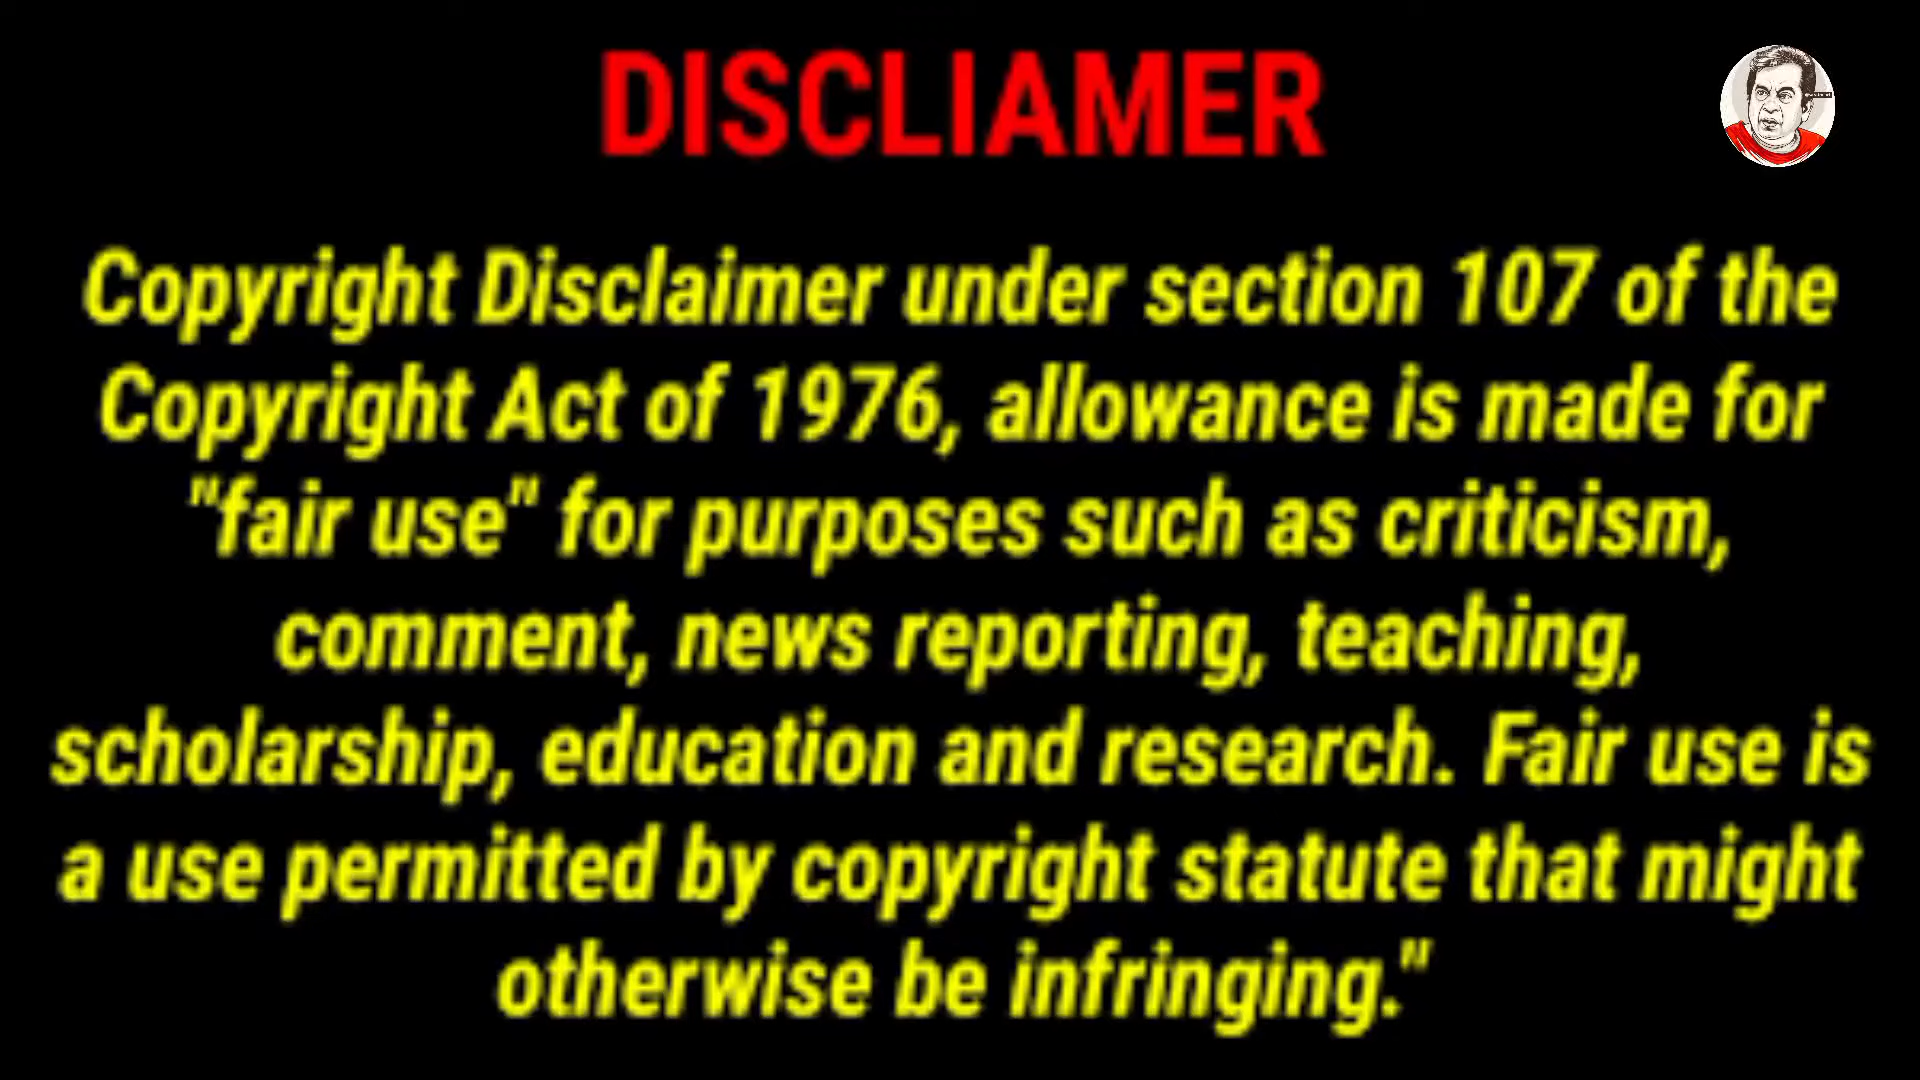 DISCLIAMER
Copyright Disclaimer under section 107 of the
Copyright Act of 1976, allowance is made for
"fair use" for purposes such as criticism,
comment, news reporting, teaching,
scholarship, education and research. Fair use is
a use permitted by copyright statute that might
otherwise be infringing."